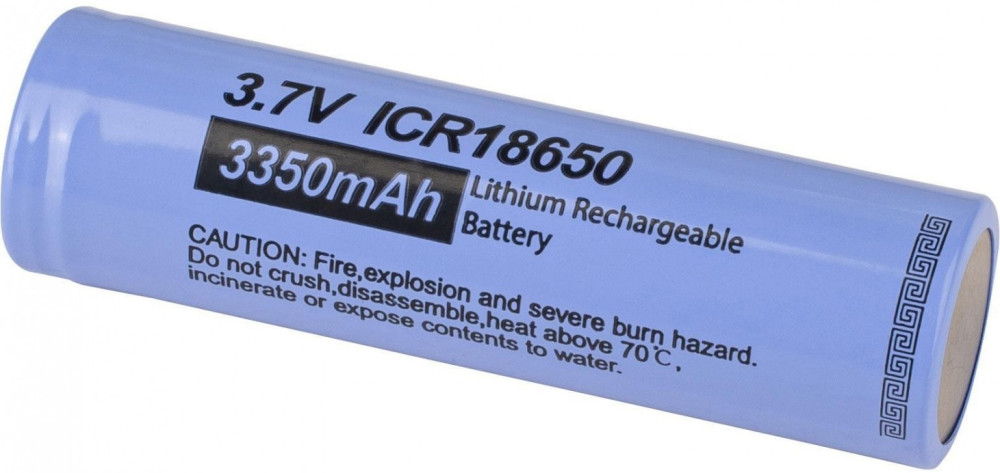 3.7V ICR18650
3350mAh Lithium Rechargeable
Battery
CAUTION: Fire,explosion and severe burn hazard.
Do not crush,disassemble,heat above 70℃,
incinerate or expose contents to water.